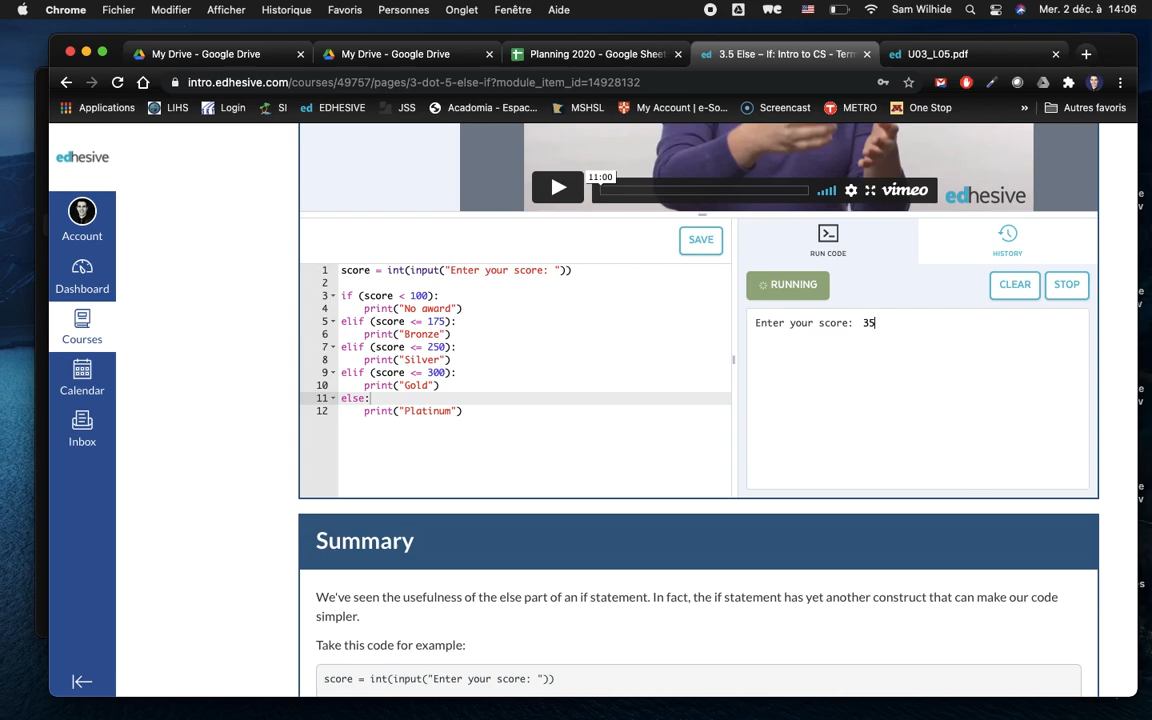 Chrome Fichier Modifier Afficher Historique Favoris Personnes Onglet Fenêtre Aide Sam Wilhide Mer. 2 déc. à 14:06
My Drive - Google Drive My Drive - Google Drive Planning 2020 - Google Sheet ed 3.5 Else – If: Intro to CS - Term ed U03_L05.pdf
intro.edhesive.com/courses/49757/pages/3-dot-5-else-if?module_item_id=14928132
Applications LIHS Login SI ed EDHESIVE JSS Acadomia - Espac... MSHSL My Account | e-So... Screencast METRO One Stop » Autres favoris
edhesive
Account
Dashboard
Courses
Calendar
Inbox
11:00
vimeo
edhesive
SAVE
RUN CODE
HISTORY
RUNNING
CLEAR
STOP
1 score = int(input("Enter your score: "))
2
3 if (score < 100):
4 print("No award")
5 elif (score <= 175):
6 print("Bronze")
7 elif (score <= 250):
8 print("Silver")
9 elif (score <= 300):
10 print("Gold")
11 else:
12 print("Platinum")
Enter your score: 35
Summary
We've seen the usefulness of the else part of an if statement. In fact, the if statement has yet another construct that can make our code
simpler.
Take this code for example:
score = int(input("Enter your score: "))